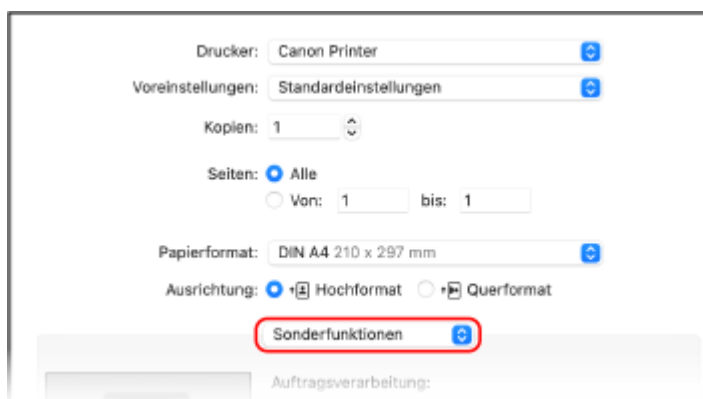 Drucker: Canon Printer
Voreinstellungen: Standardeinstellungen
Kopien: 1
Seiten: Alle
Von: 1 bis: 1
Papierformat: DIN A4 210 x 297 mm
Ausrichtung: Hochformat Querformat
Sonderfunktionen
Auftragsverarbeitung: